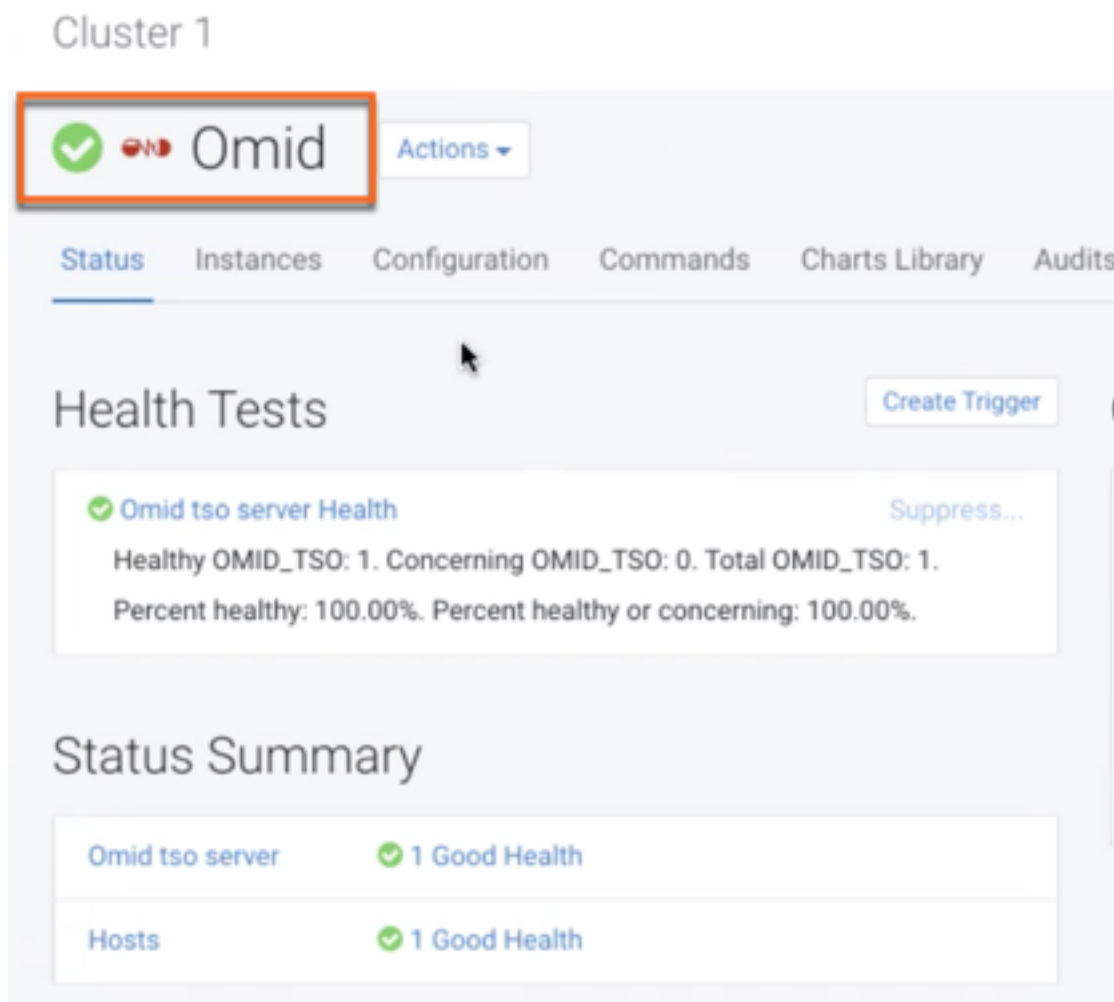 Cluster 1
Omid Actions
Status Instances Configuration Commands Charts Library Audits
Health Tests Create Trigger
Omid tso server Health Suppress...
Healthy OMID_TSO: 1. Concerning OMID_TSO: 0. Total OMID_TSO: 1.
Percent healthy: 100.00%. Percent healthy or concerning: 100.00%.
Status Summary
Omid tso server 1 Good Health
Hosts 1 Good Health